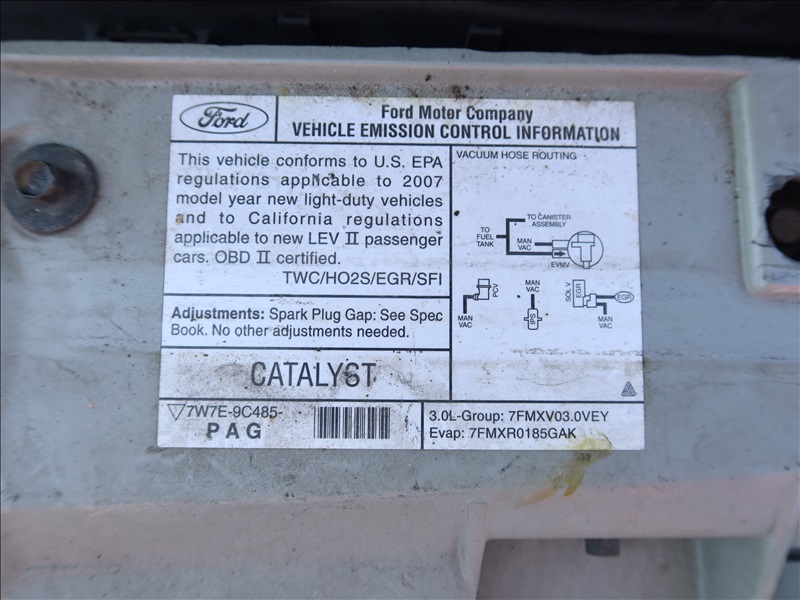 Ford
Ford Motor Company
VEHICLE EMISSION CONTROL INFORMATION
This vehicle conforms to U.S. EPA
regulations applicable to 2007
model year new light-duty vehicles
and to California regulations
applicable to new LEV II passenger
cars. OBD II certified.
TWC/HO2S/EGR/SFI
Adjustments: Spark Plug Gap: See Spec
Book. No other adjustments needed.
CATALYST
7W7E-9C485-
PAG
VACUUM HOSE ROUTING
TO CANISTER
ASSEMBLY
TO
FUEL
TANK
MAN
VAC
EVMV
PCV
MAN
VAC
MAN
VAC
IPS
SOL V
EGR
EGR
MAN
VAC
3.0L-Group: 7FMXV03.0VEY
Evap: 7FMXR0185GAK